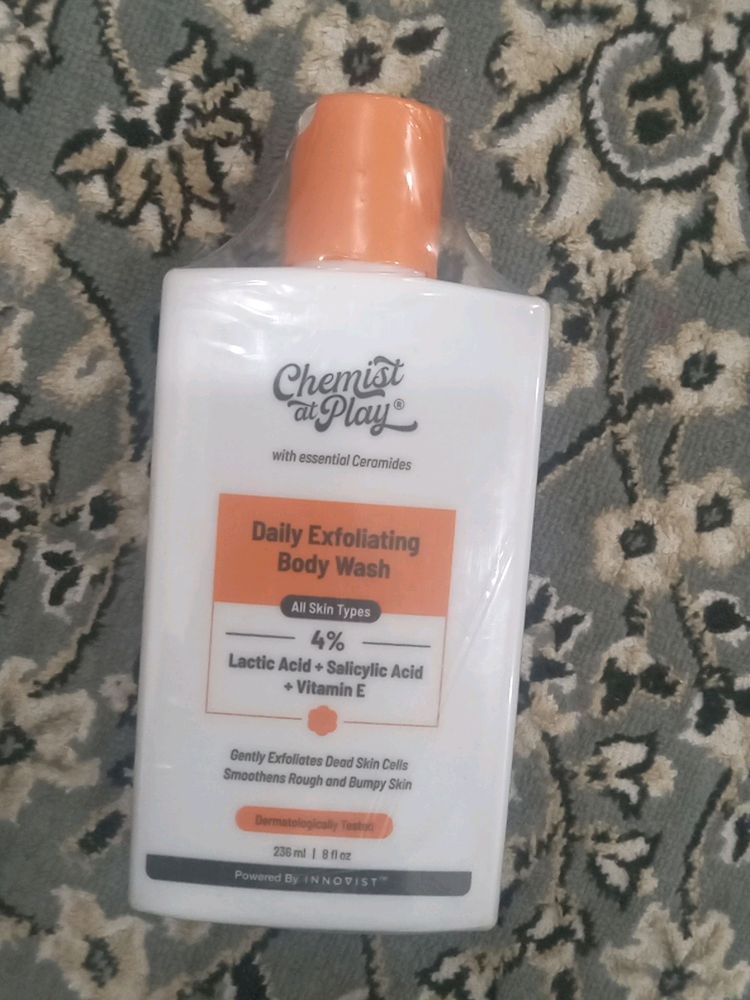 Chemist
at Play®
with essential Ceramides
Daily Exfoliating
Body Wash
All Skin Types
4%
Lactic Acid + Salicylic Acid
+ Vitamin E
Gently Exfoliates Dead Skin Cells
Smoothens Rough and Bumpy Skin
Dermatologically Tested
236 ml | 8 fl oz
Powered By INNOVIST™